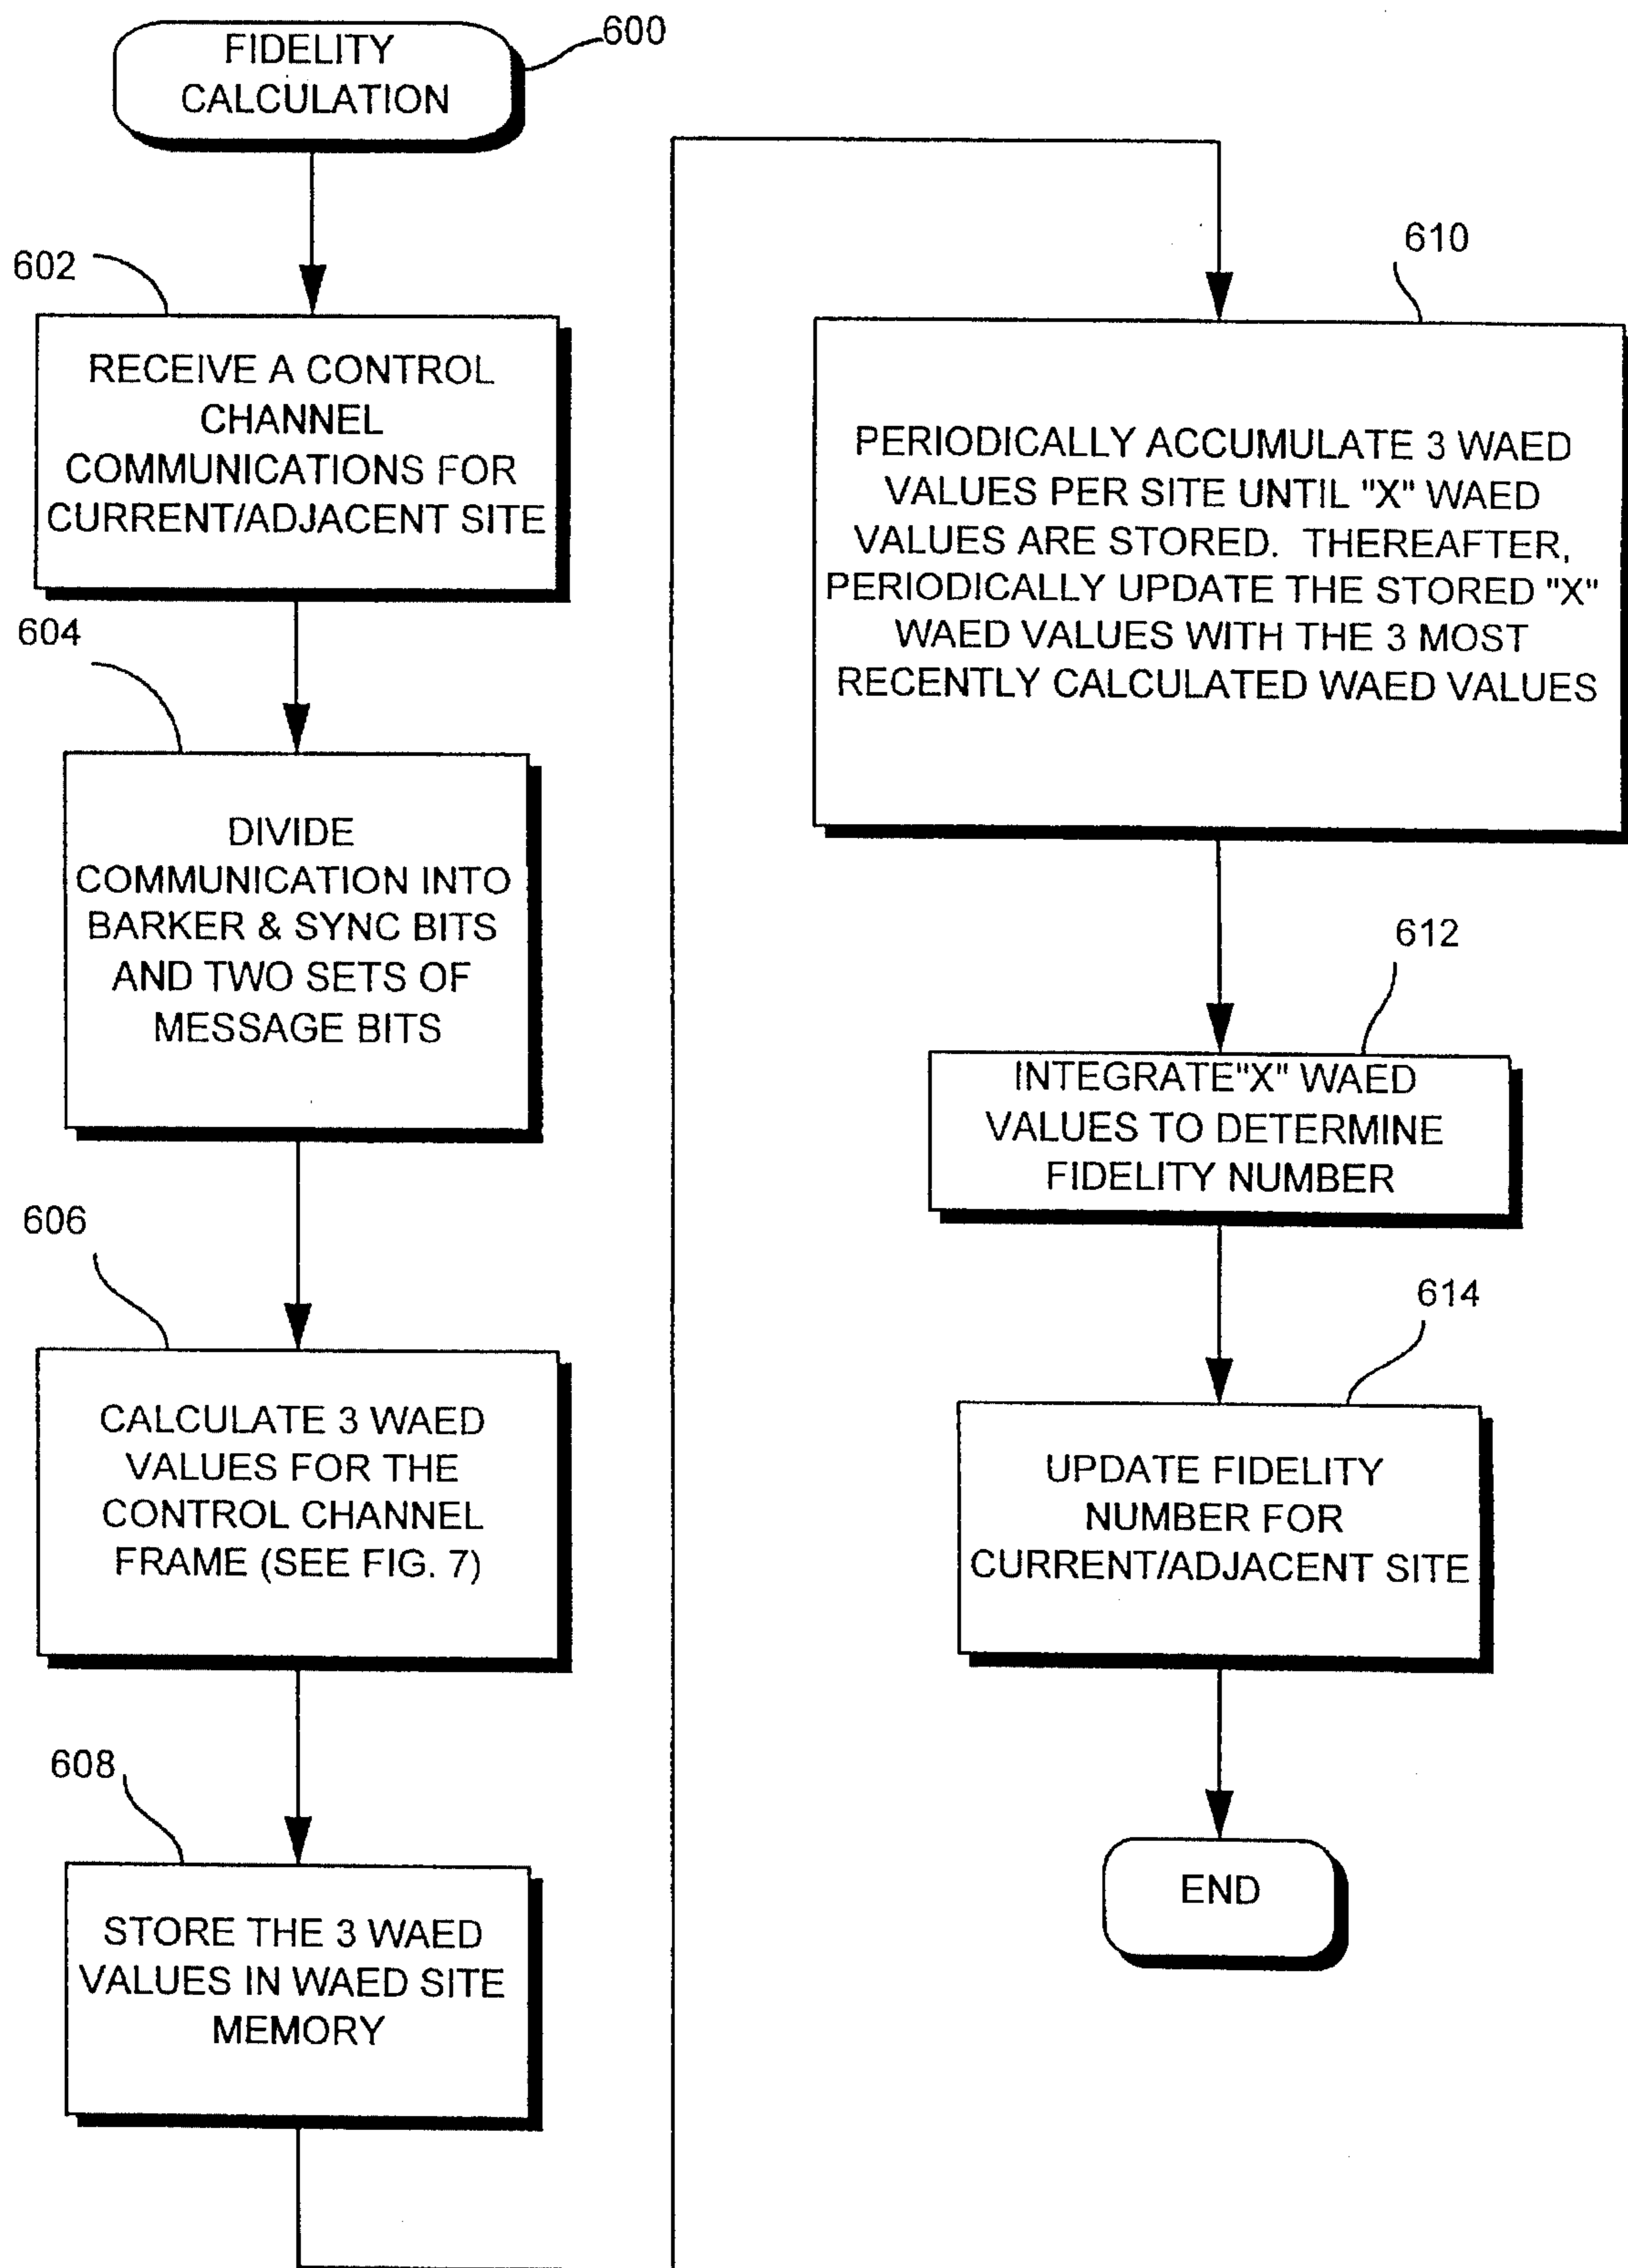 FIDELITY
CALCULATION
600
602
RECEIVE A CONTROL
CHANNEL
COMMUNICATIONS FOR
CURRENT/ADJACENT SITE
604
DIVIDE
COMMUNICATION INTO
BARKER & SYNC BITS
AND TWO SETS OF
MESSAGE BITS
606
CALCULATE 3 WAED
VALUES FOR THE
CONTROL CHANNEL
FRAME (SEE FIG. 7)
608
STORE THE 3 WAED
VALUES IN WAED SITE
MEMORY
610
PERIODICALLY ACCUMULATE 3 WAED
VALUES PER SITE UNTIL "X" WAED
VALUES ARE STORED. THEREAFTER,
PERIODICALLY UPDATE THE STORED "X"
WAED VALUES WITH THE 3 MOST
RECENTLY CALCULATED WAED VALUES
612
INTEGRATE"X" WAED
VALUES TO DETERMINE
FIDELITY NUMBER
614
UPDATE FIDELITY
NUMBER FOR
CURRENT/ADJACENT SITE
END